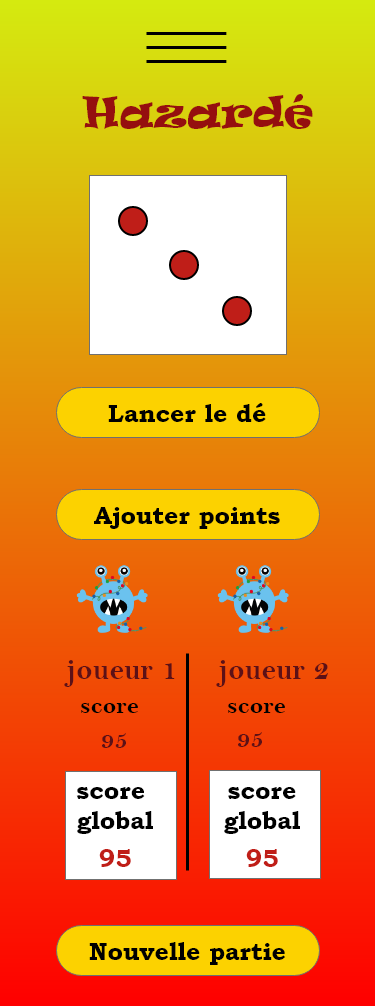 Hazardé
Lancer le dé
Ajouter points
joueur 1
score
95
score
global
95
joueur 2
score
95
score
global
95
Nouvelle partie